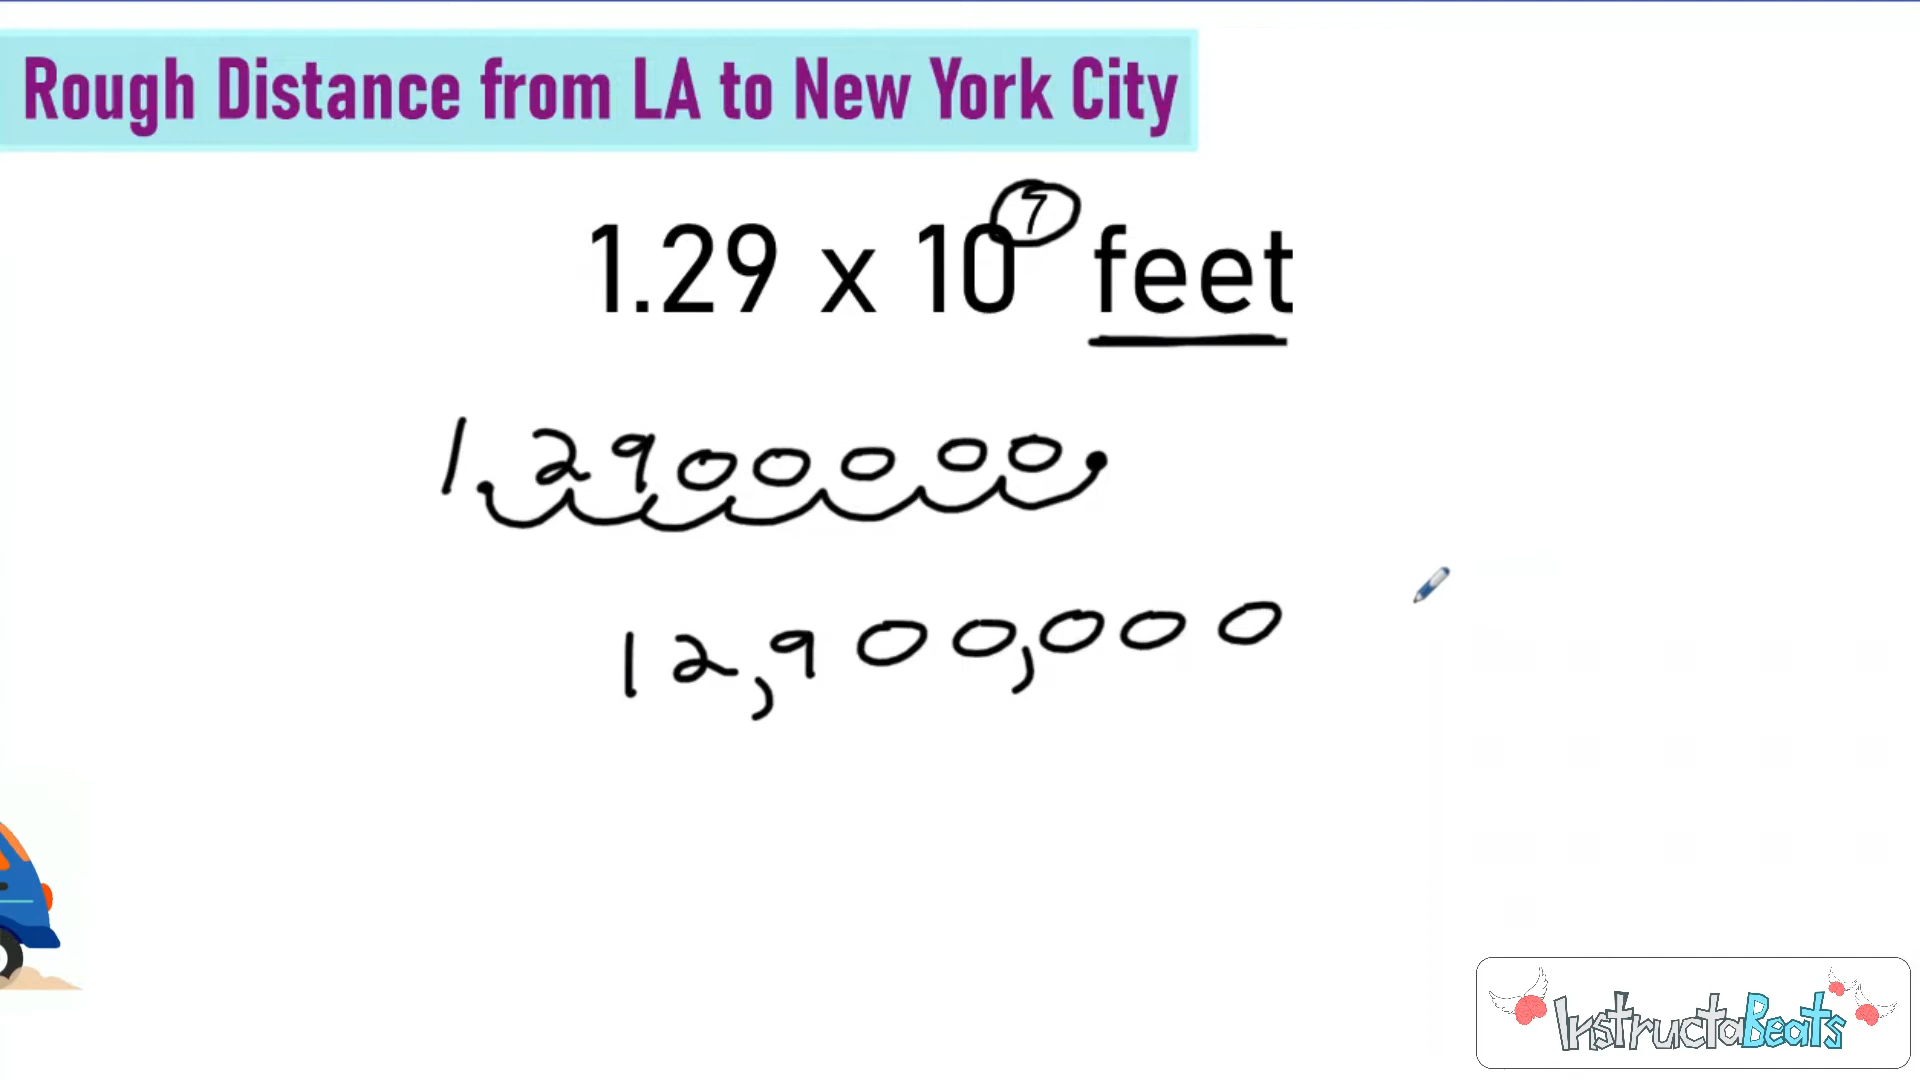 Rough Distance from LA to New York City
1.29 x 10⁷ feet
1.2900000.
12,900,000
InstructaBeats